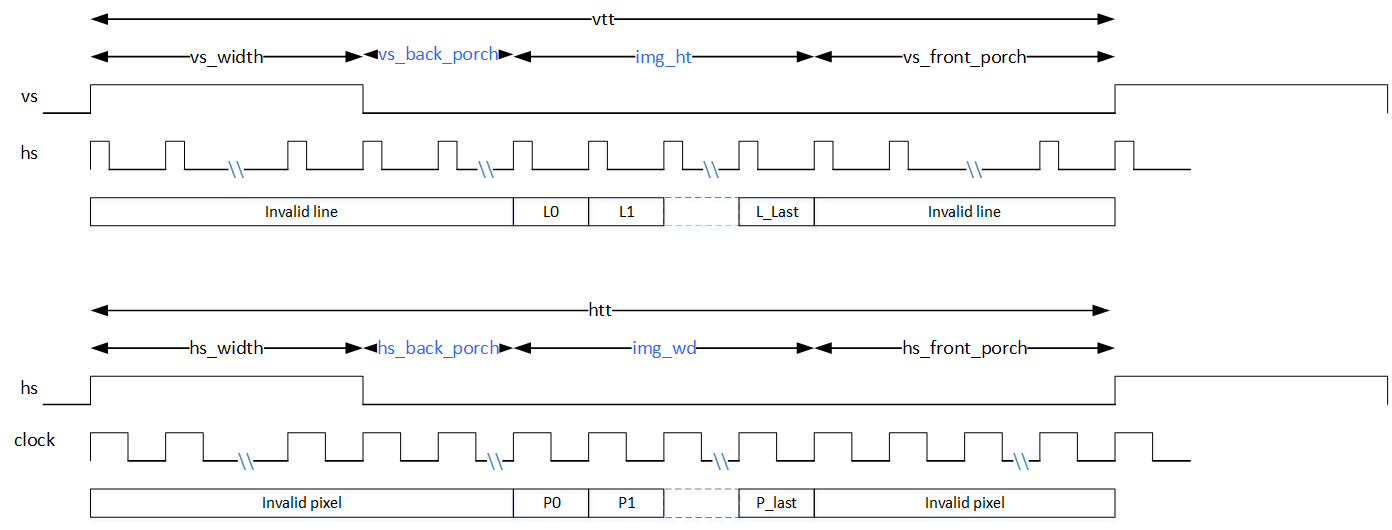 vtt
vs_width vs_back_porch img_ht vs_front_porch
vs
hs
\\ \\ \\ \\
Invalid line L0 L1 L_Last Invalid line
htt
hs_width hs_back_porch img_wd hs_front_porch
hs
clock
\\ \\ \\ \\
Invalid pixel P0 P1 P_last Invalid pixel